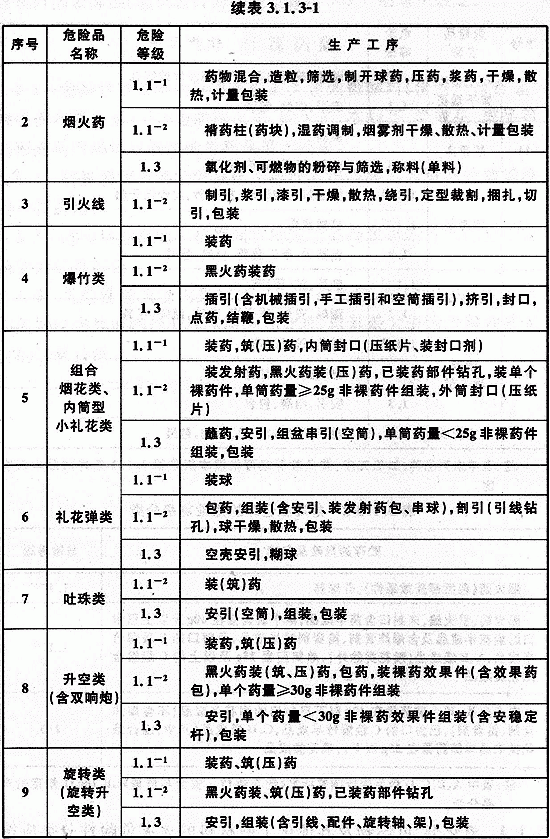 续表 3.1.3-1
序号
危险品
名称
危险
等级
生产工序
2
烟火药
1.1⁻¹
药物混合,造粒,筛选,制开球药,压药,浆药,干燥,散
热,计量包装
1.1⁻²
褙药柱(药块),湿药调制,烟雾剂干燥、散热、计量包装
1.3
氧化剂、可燃物的粉碎与筛选,称料(单料)
3
引火线
1.1⁻²
制引,浆引,漆引,干燥,散热,绕引,定型裁割,捆扎,切
引,包装
4
爆竹类
1.1⁻¹
装药
1.1⁻²
黑火药装药
1.3
插引(含机械插引,手工插引和空筒插引),挤引,封口,
点药,结鞭,包装
5
组合
烟花类、
内筒型
小礼花类
1.1⁻¹
装药,筑(压)药,内筒封口(压纸片、装封口剂)
1.1⁻²
装发射药,黑火药装(压)药,已装药部件钻孔,装单个
裸药件,单筒药量≥25g 非裸药件组装,外筒封口(压纸
片)
1.3
蘸药,安引,组盆串引(空筒),单筒药量<25g 非裸药件
组装,包装
6
礼花弹类
1.1⁻¹
装球
1.1⁻²
包药,组装(含安引、装发射药包、串球),剖引(引线钻
孔),球干燥,散热,包装
1.3
空壳安引,糊球
7
吐珠类
1.1⁻²
装(筑)药
1.3
安引(空筒),组装,包装
8
升空类
(含双响炮)
1.1⁻¹
装药,筑(压)药
1.1⁻²
黑火药装(筑、压)药,包药,装裸药效果件(含效果药
包),单个药量≥30g 非裸药件组装
1.3
安引,单个药量<30g 非裸药效果件组装(含安稳定
杆),包装
9
旋转类
(旋转升
空类)
1.1⁻¹
装药、筑(压)药
1.1⁻²
黑火药装、筑(压)药,已装药部件钻孔
1.3
安引,组装(含引线、配件、旋转轴、架),包装